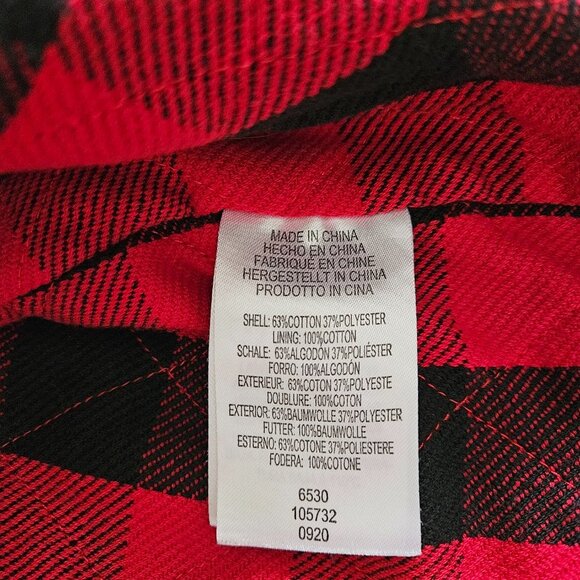 MADE IN CHINA
HECHO EN CHINA
FABRIQUÉ EN CHINE
HERGESTELLT IN CHINA
PRODOTTO IN CINA
SHELL: 63%COTTON 37%POLYESTER
LINING: 100%COTTON
SCHALE: 63%ALGODÓN 37%POLIÉSTER
FORRO: 100%ALGODÓN
EXTERIEUR: 63%COTON 37%POLYESTE
DOUBLURE: 100%COTON
EXTERIOR: 63%BAUMWOLLE 37%POLYESTER
FUTTER: 100%BAUMWOLLE
ESTERNO: 63%COTONE 37%POLIESTERE
FODERA: 100%COTONE
6530
105732
0920